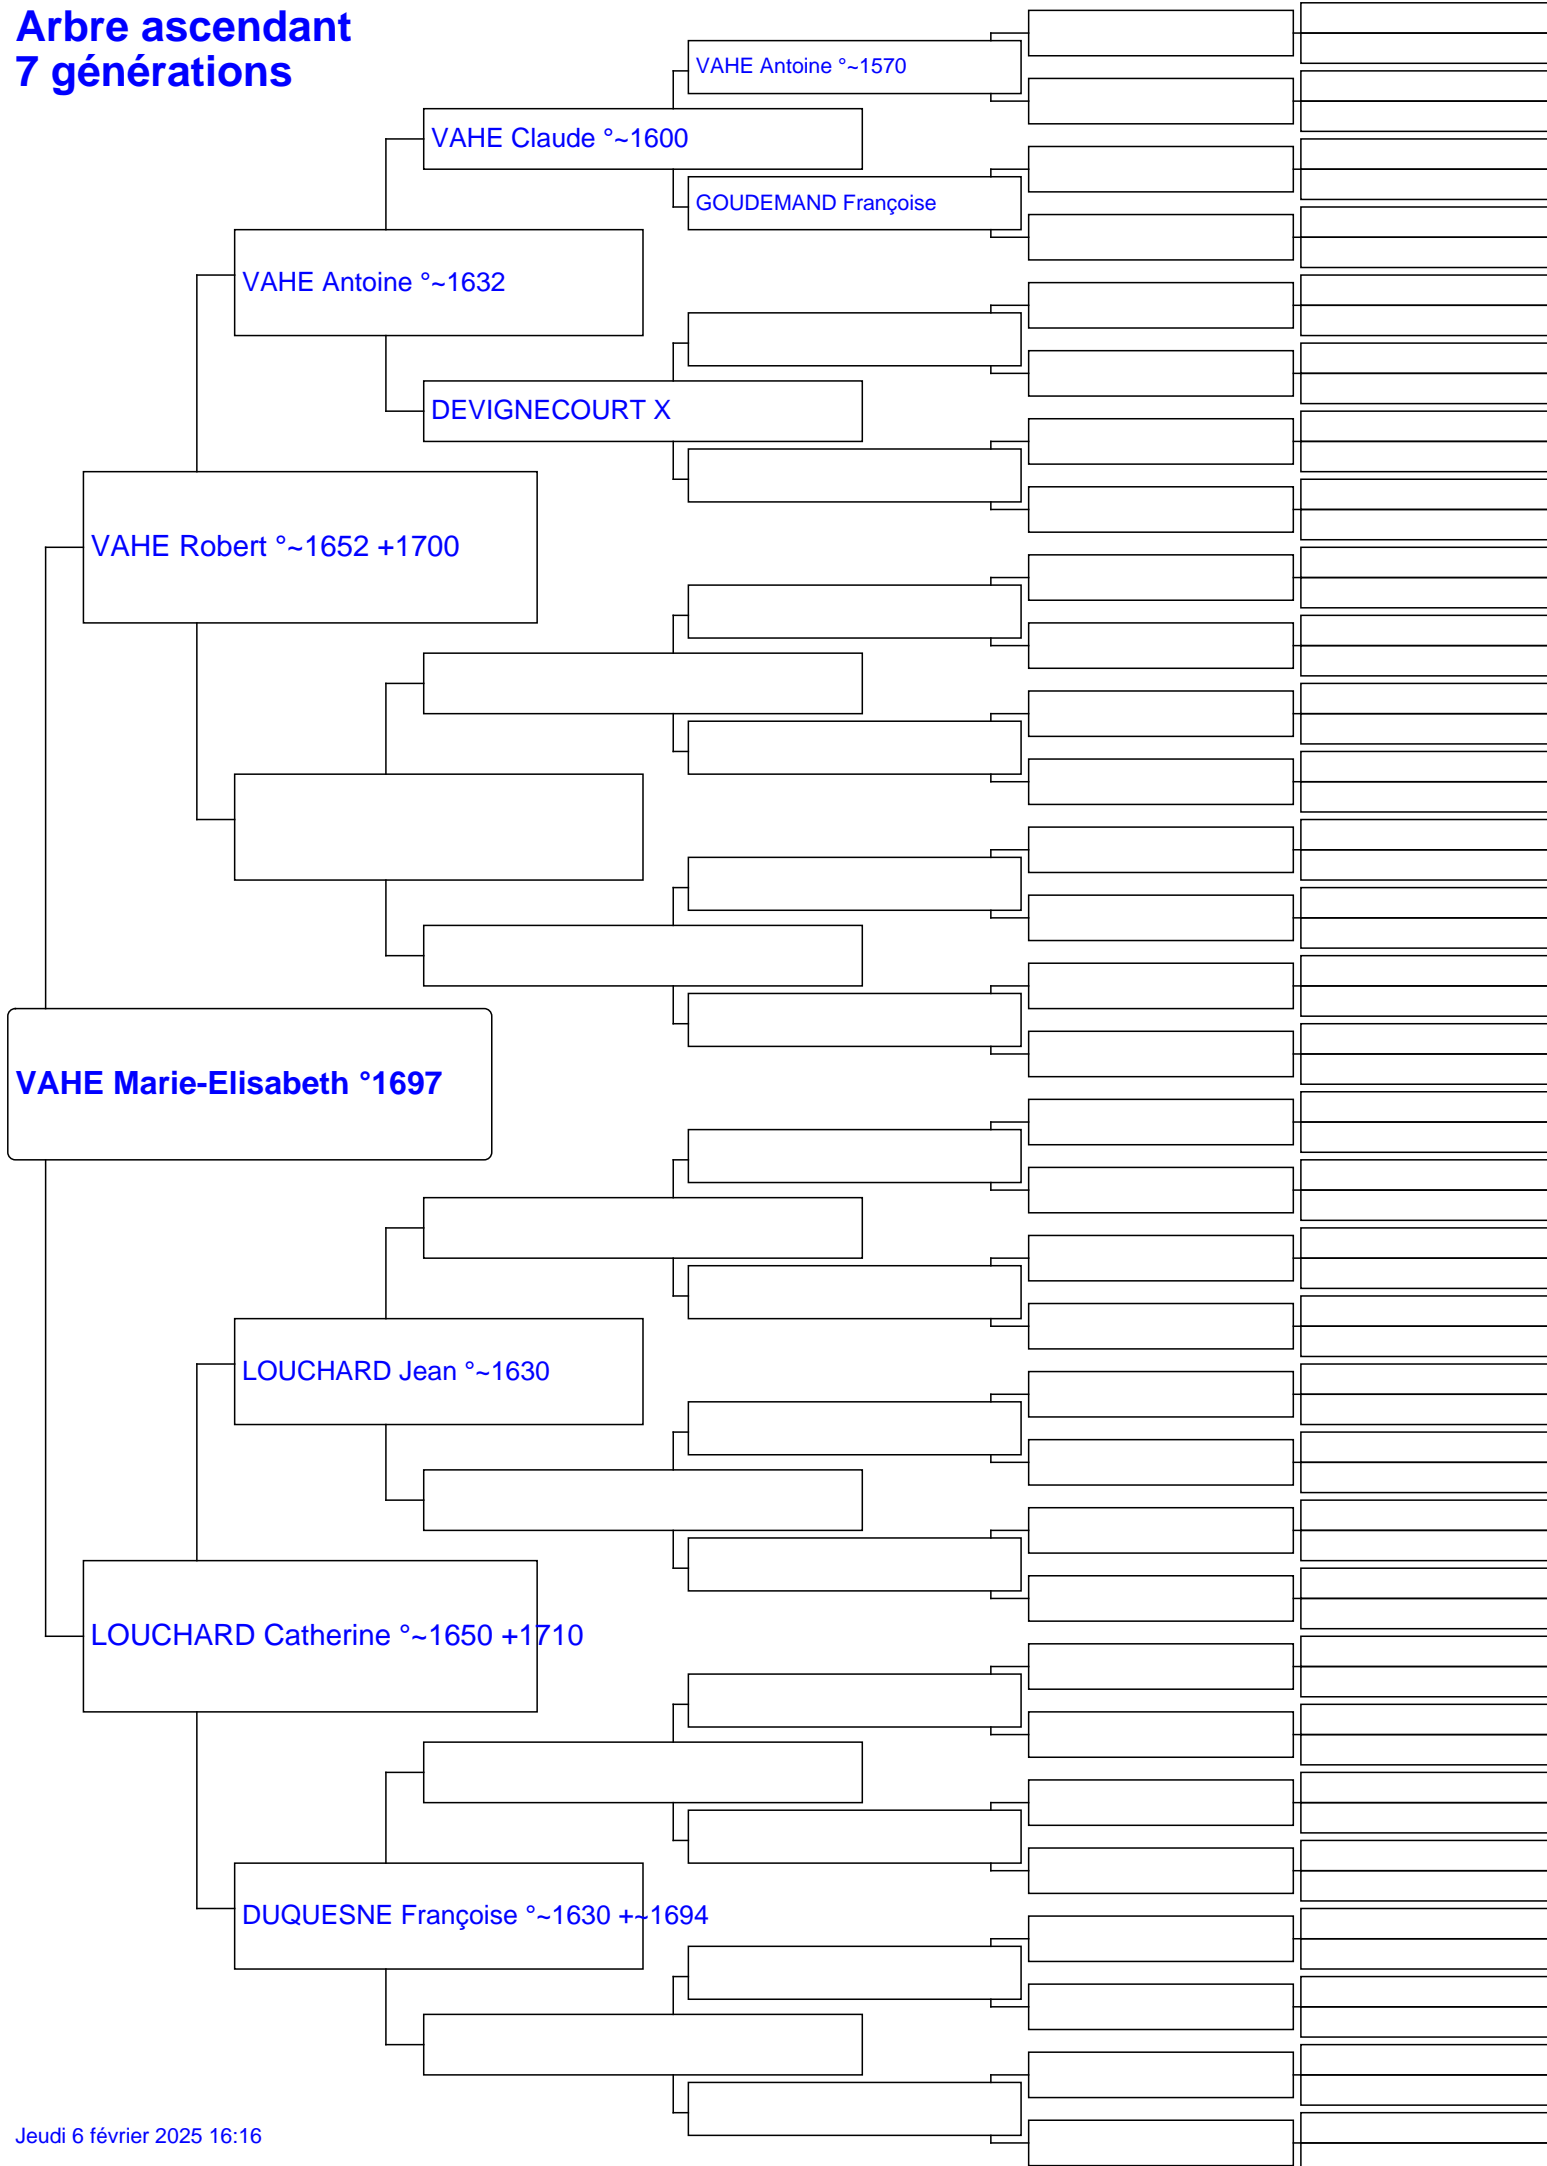 Arbre ascendant
7 générations
VAHE Antoine °~1570
VAHE Claude °~1600
GOUDEMAND Françoise
VAHE Antoine °~1632
DEVIGNECOURT X
VAHE Robert °~1652 +1700
VAHE Marie-Elisabeth °1697
LOUCHARD Jean °~1630
LOUCHARD Catherine °~1650 +1710
DUQUESNE Françoise °~1630 +~1694
Jeudi 6 février 2025 16:16